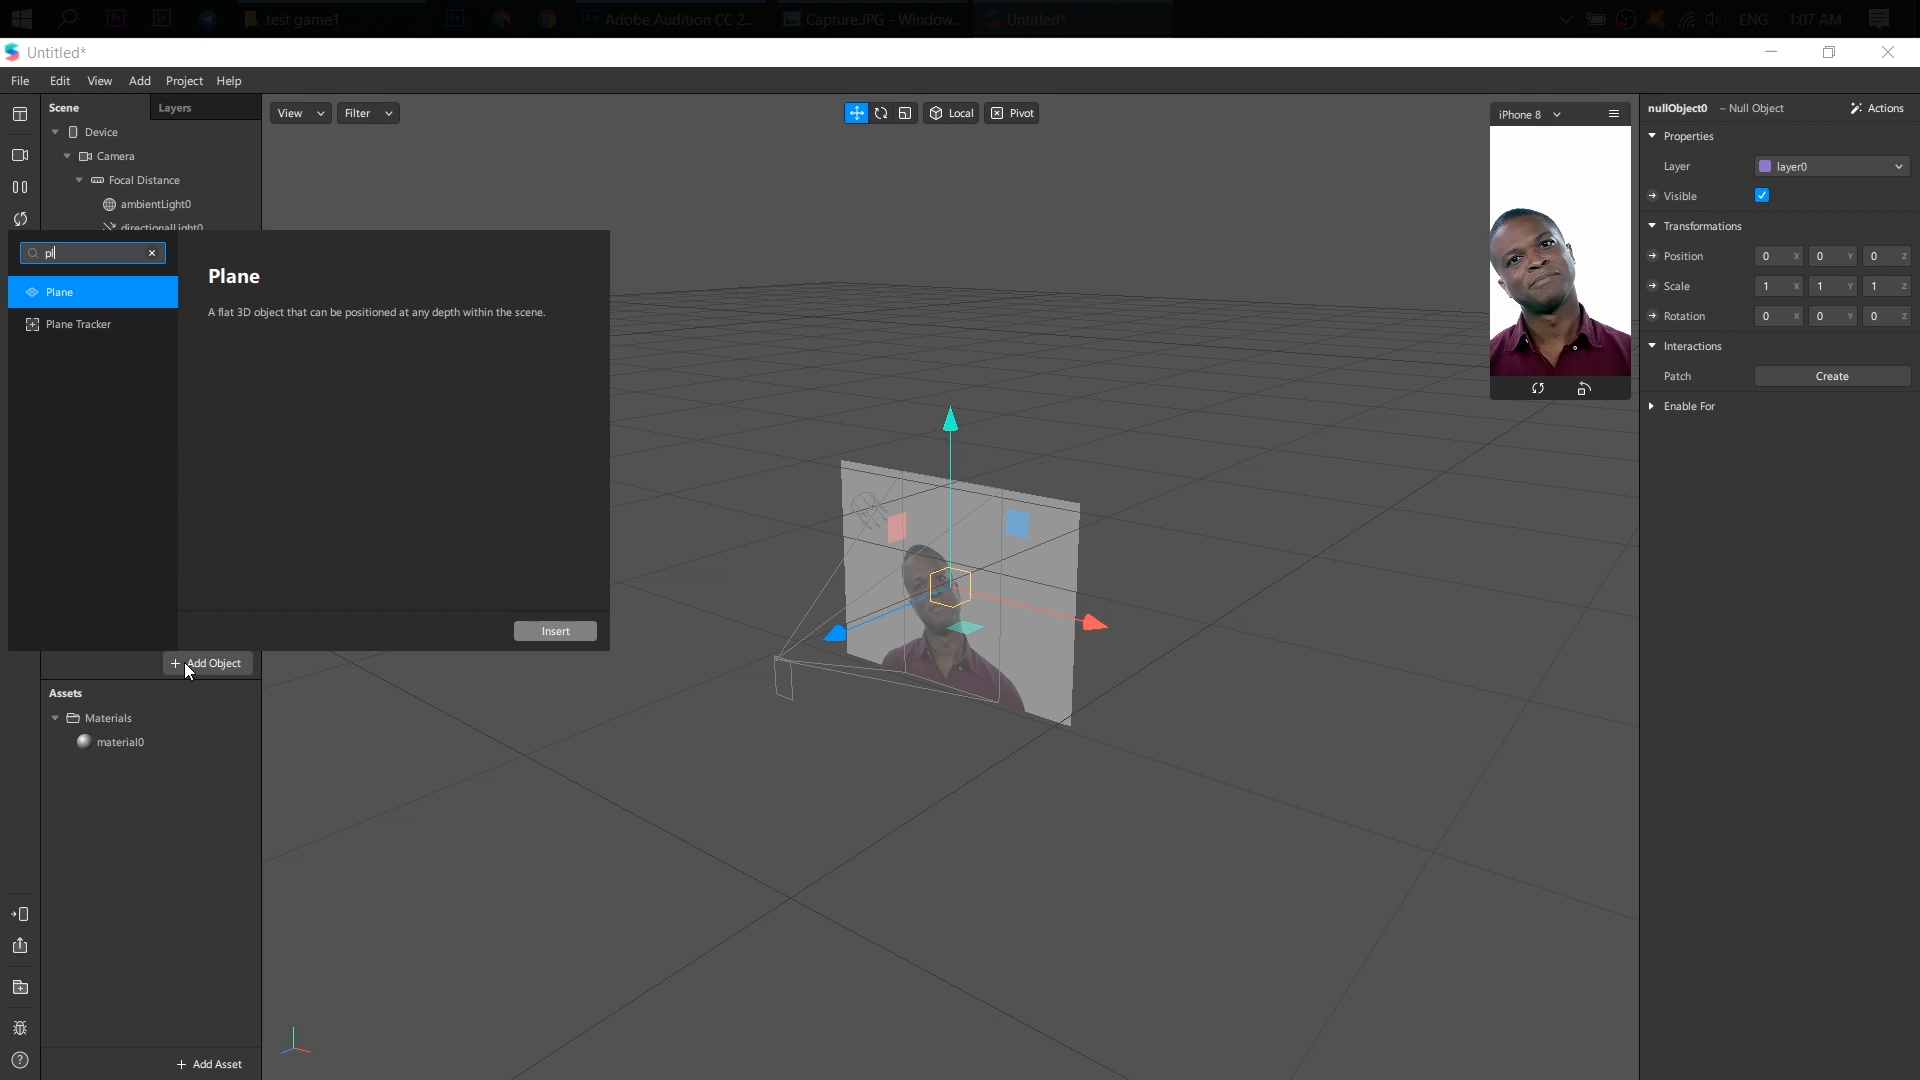 test game1
Adobe Audition CC 2...
Capture.JPG - Window...
Untitled*
ENG
1:07 AM
Untitled*
File
Edit
View
Add
Project
Help
Scene
Layers
Device
Camera
Focal Distance
ambientLight0
directionalLight0
pl
Plane
Plane Tracker
Plane
A flat 3D object that can be positioned at any depth within the scene.
Insert
+ Add Object
Assets
Materials
material0
+ Add Asset
View
Filter
Local
Pivot
iPhone 8
nullObject0 – Null Object
Actions
Properties
Layer
layer0
Visible
Transformations
Position 0 X 0 Y 0 Z
Scale 1 X 1 Y 1 Z
Rotation 0 X 0 Y 0 Z
Interactions
Patch
Create
Enable For